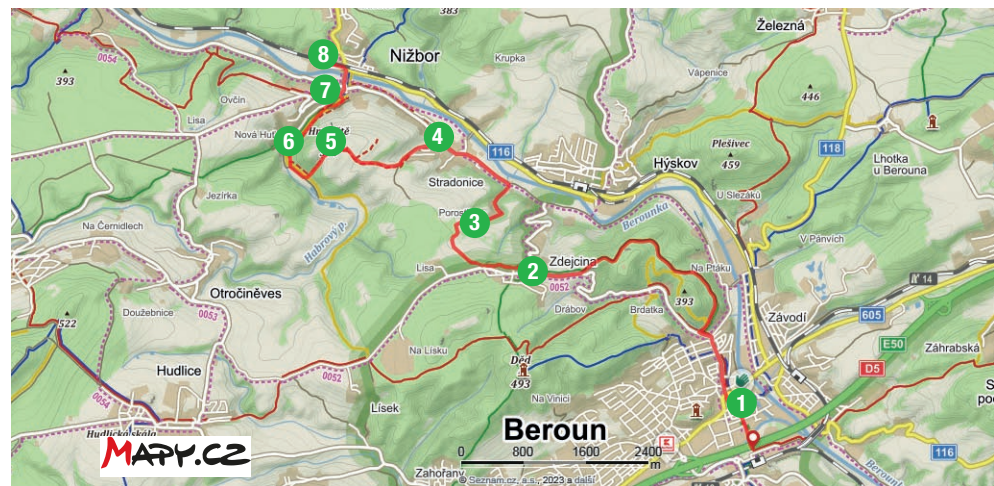 383
Železná
0054
8
Nižbor
Krupka
393
Vápenice
7
Ovčín
446
Lisa
Nová Huť
4
116
118
6
5
Plešivec
459
Hýskov
Lhotka
u Berouna
Stradonice
Jezírka
U Slezáků
Berounka
3
Na Černidlech
Habrový p.
V Pánvích
Lisa
2
Zdejcina
Na Ptáku
0052
14
Otročiněves
393
Drábov
Brdatka
Doužebnice
0053
Závodí
605
522
E50
Na Lísku
Děd
493
D5
Záhrabská
Hudlice
0052
1
0054
Lísek
Na Vinici
Hudlická skála
Beroun
MAPY.CZ
0 800 1600 2400
m
116
Zahořany
© Seznam.cz, a.s., 2023 a další